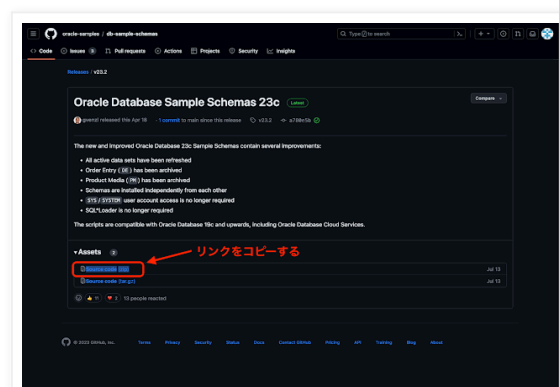 oracle-samples / db-sample-schemas
Type / to search
Code
Issues 3
Pull requests
Actions
Projects
Security
Insights
Releases / v23.2
Oracle Database Sample Schemas 23c Latest
Compare
gvenzl released this Apr 16 · 1 commit to main since this release v23.2
The new and improved Oracle Database 23c Sample Schemas contain several improvements:
• All active data sets have been refreshed
• Order Entry ( OE ) has been archived
• Product Media ( PM ) has been archived
• Schemas are installed independently from each other
• SYS / SYSTEM user account access is no longer required
• SQL*Loader is no longer required
The scripts are compatible with Oracle Database 19c and upwards, including Oracle Database Cloud Services.
Assets 2
リンクをコピーする
Source code (zip) Jul 13
Source code (tar.gz) Jul 13
13 people reacted
© 2023 GitHub, Inc. Terms Privacy Security Status Docs Contact GitHub Pricing API Training Blog About